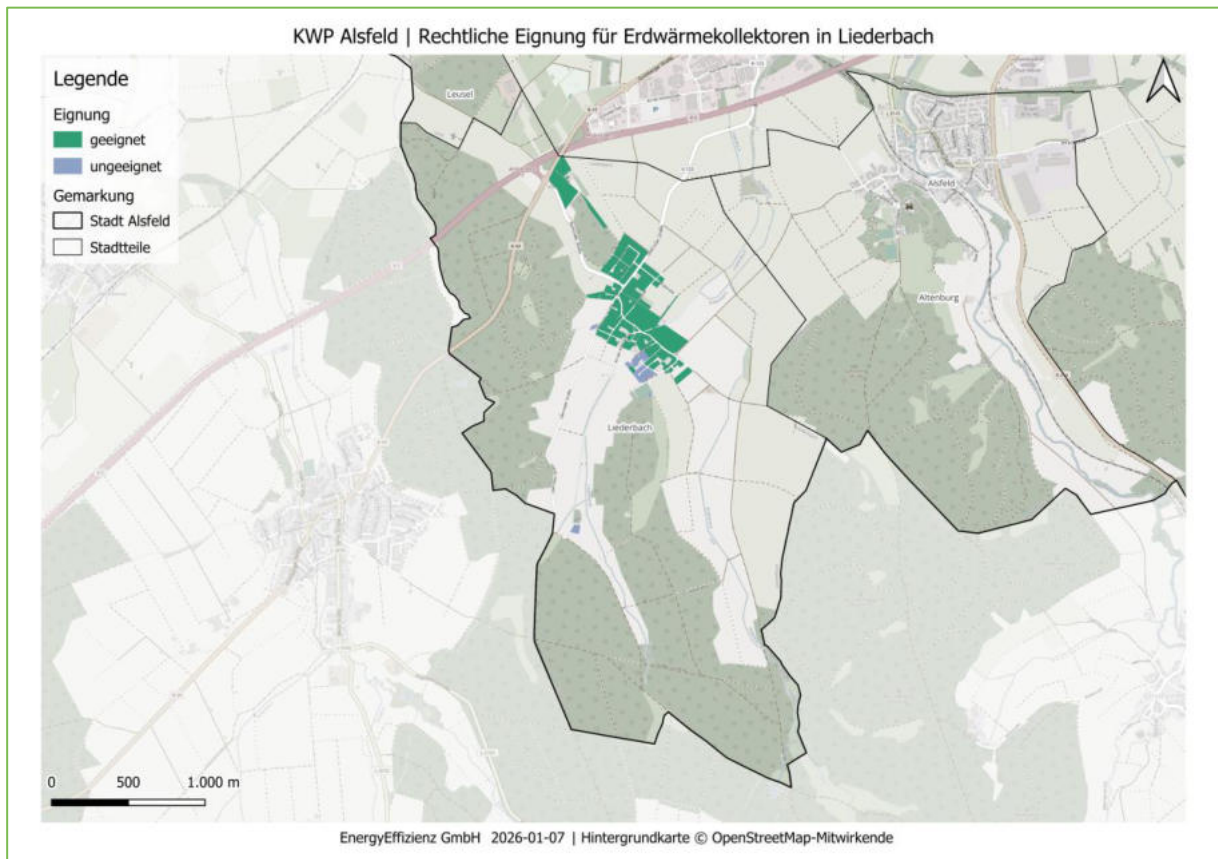 KWP Alsfeld | Rechtliche Eignung für Erdwärmekollektoren in Liederbach
Legende
Eignung
geeignet
ungeeignet
Gemarkung
Stadt Alsfeld
Stadtteile
Leusel
Alsfeld
Altenburg
Liederbach
0 500 1.000 m
EnergyEffizienz GmbH 2026-01-07 | Hintergrundkarte © OpenStreetMap-Mitwirkende